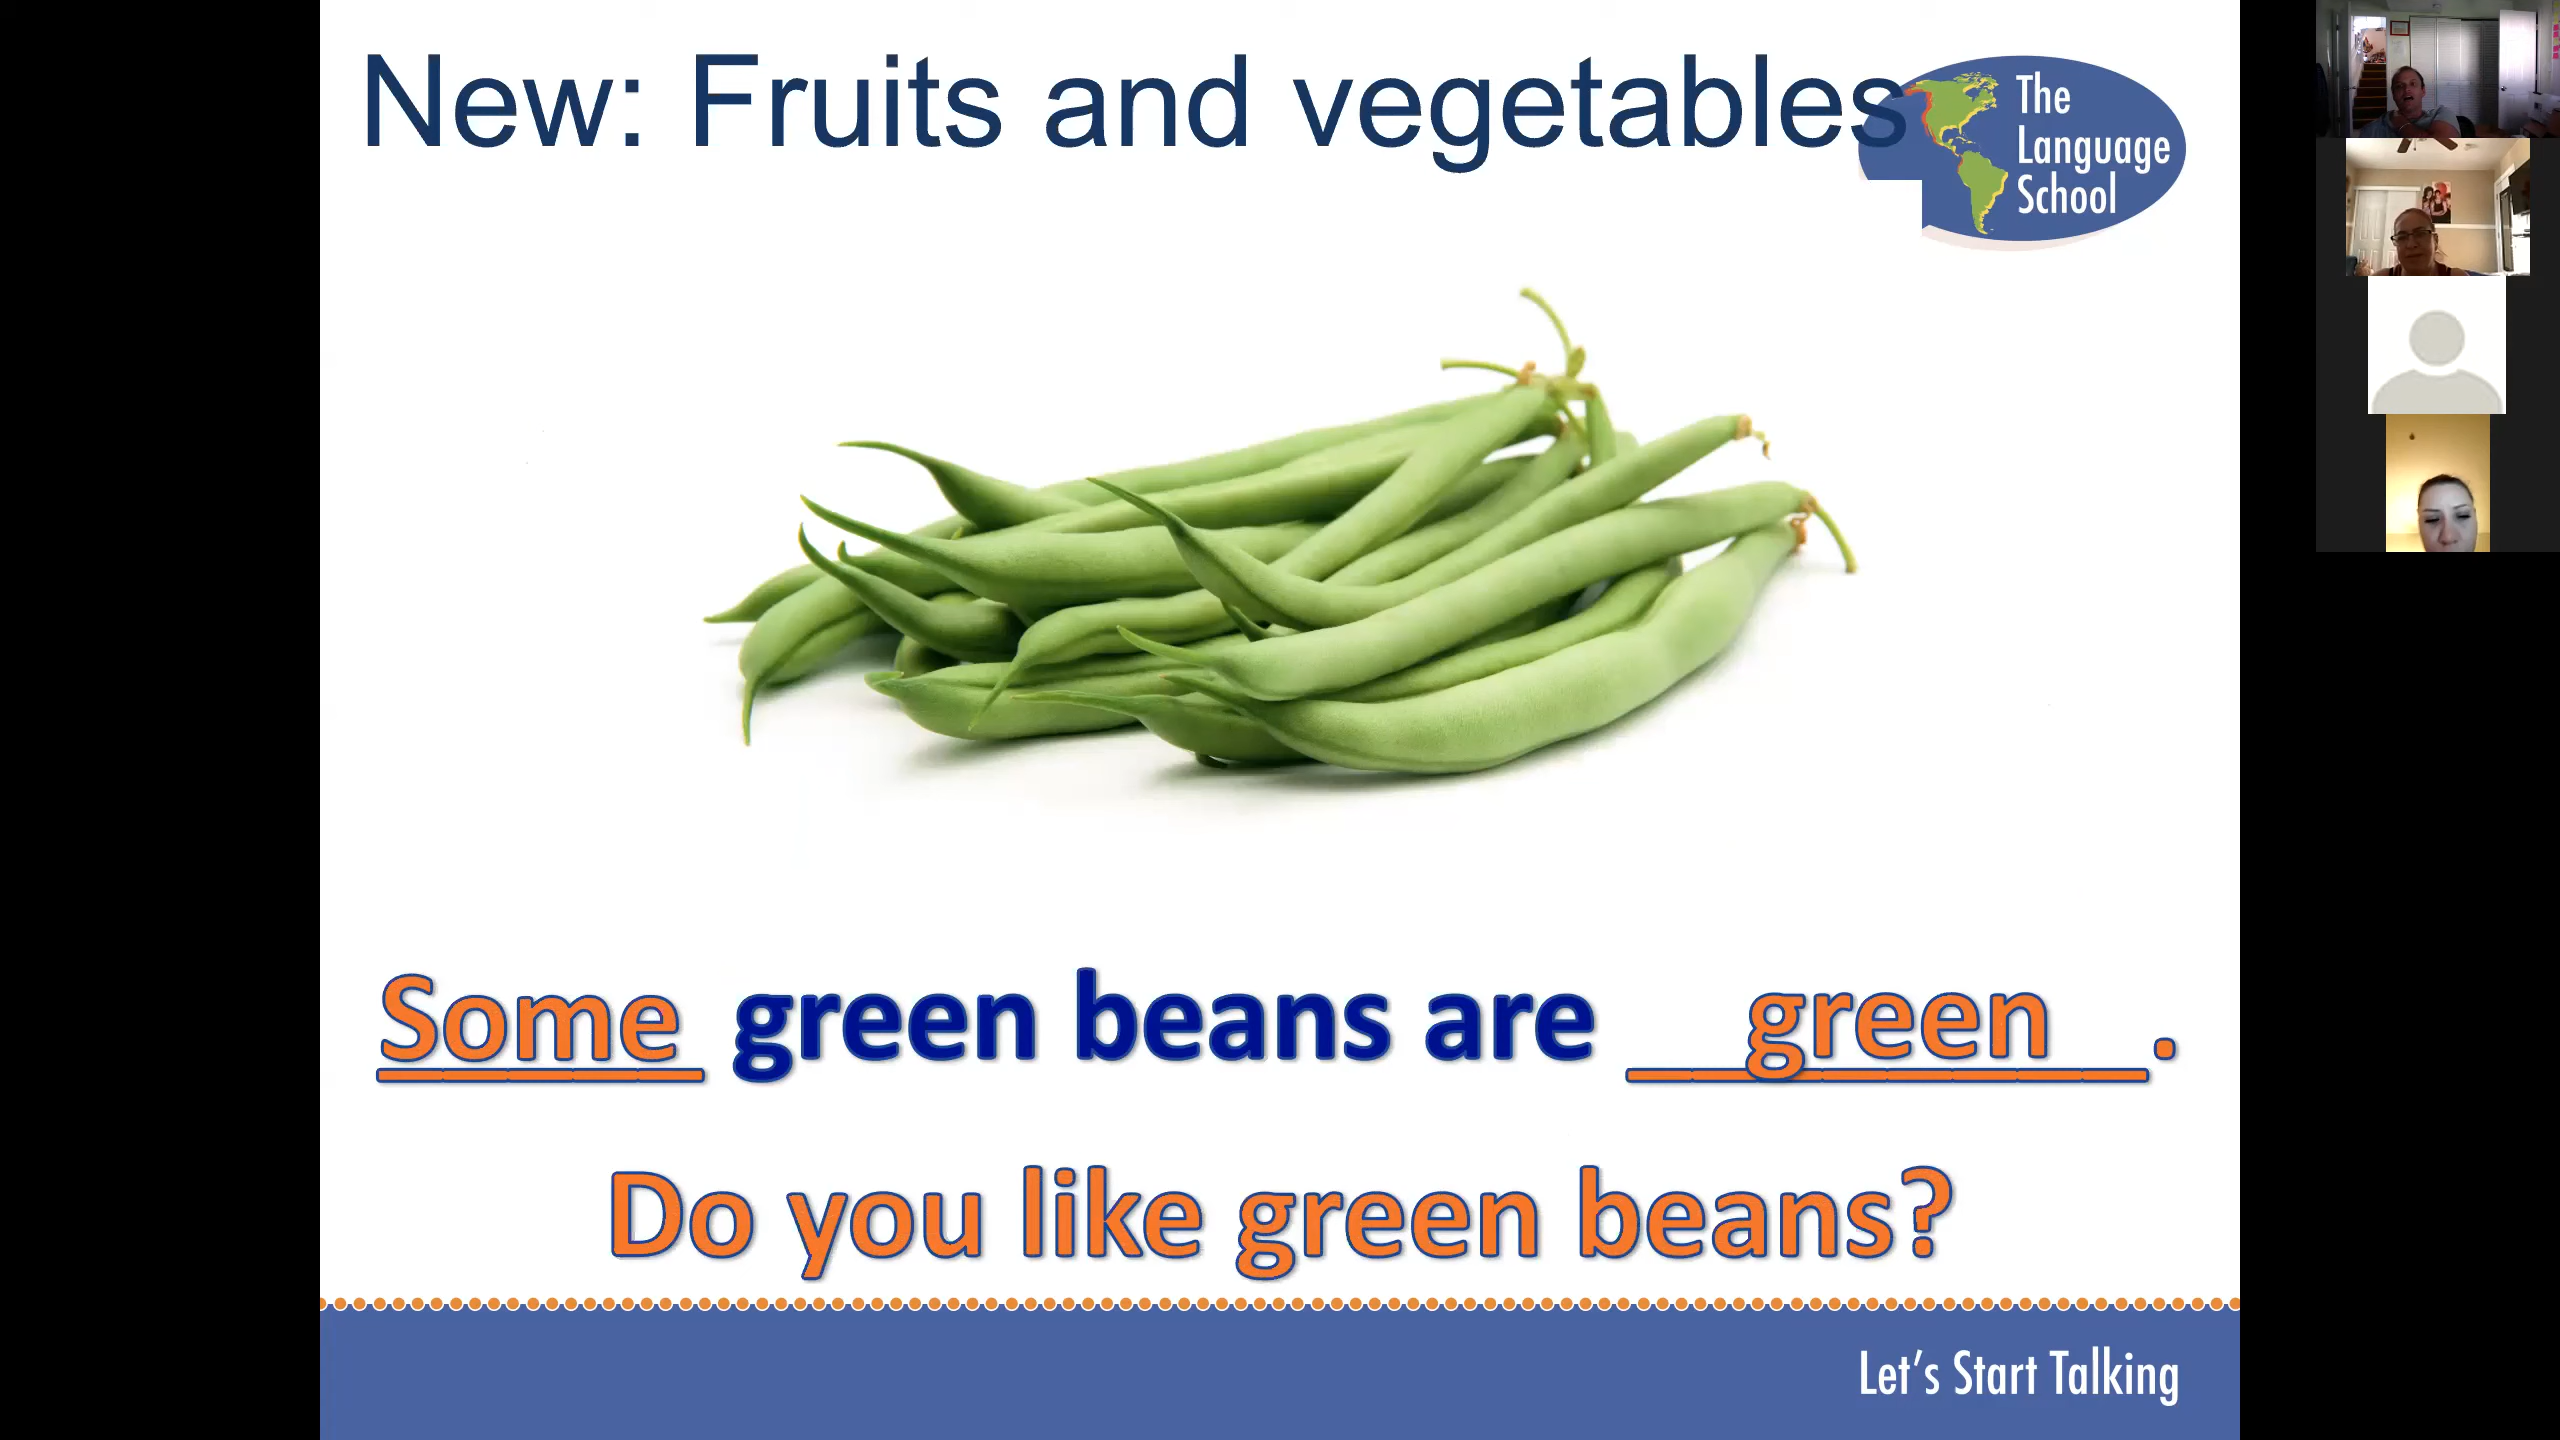 New: Fruits and vegetables
The
Language
School
Some green beans are green.
Do you like green beans?
Let's Start Talking